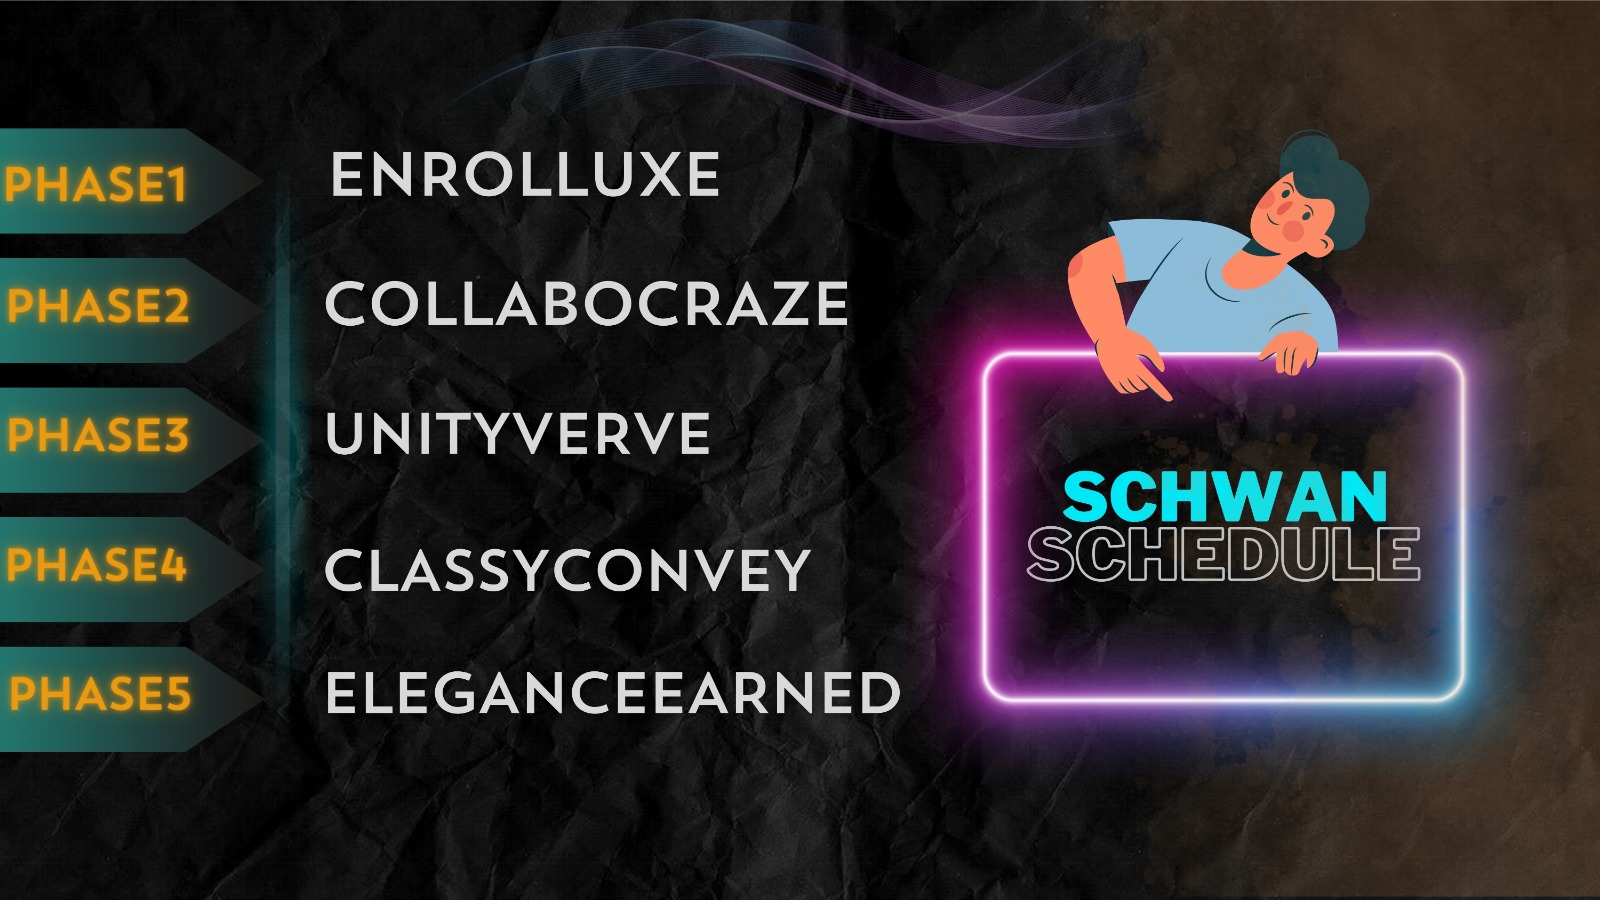 PHASE1
ENROLLUXE
PHASE2
COLLABOCRAZE
PHASE3
UNITYVERVE
PHASE4
CLASSYCONVEY
PHASE5
ELEGANCEEARNED
SCHWAN
SCHEDULE